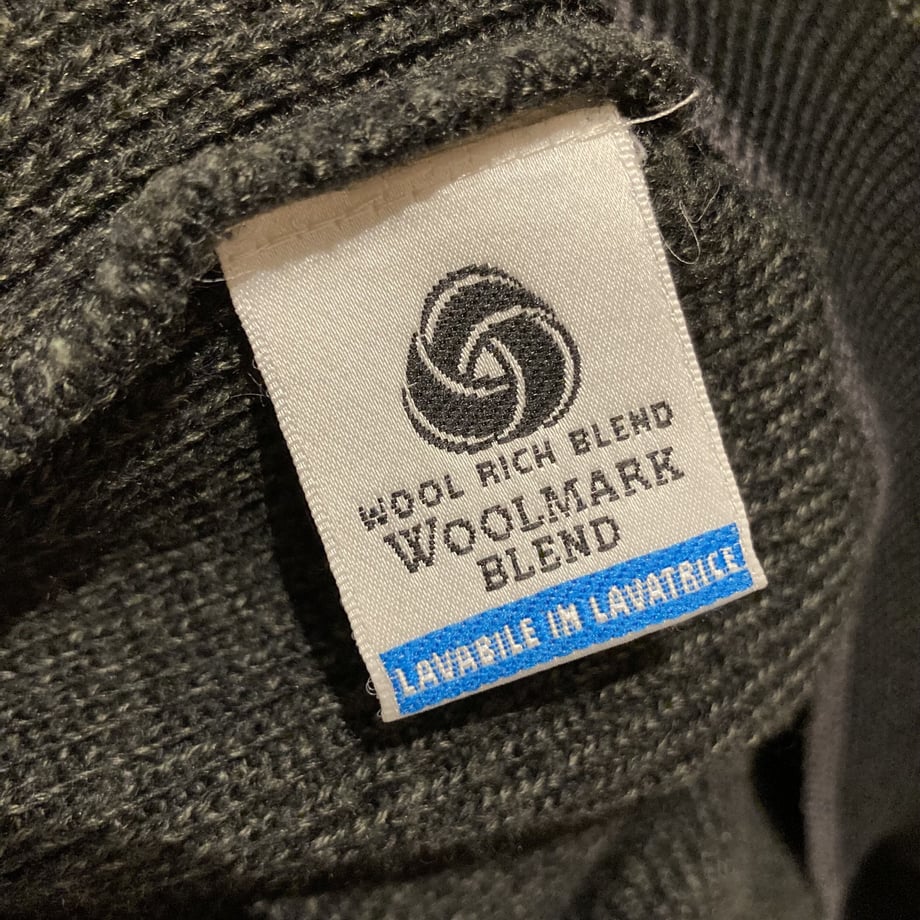 WOOL RICH BLEND
WOOLMARK
BLEND
LAVABILE IN LAVATRICE